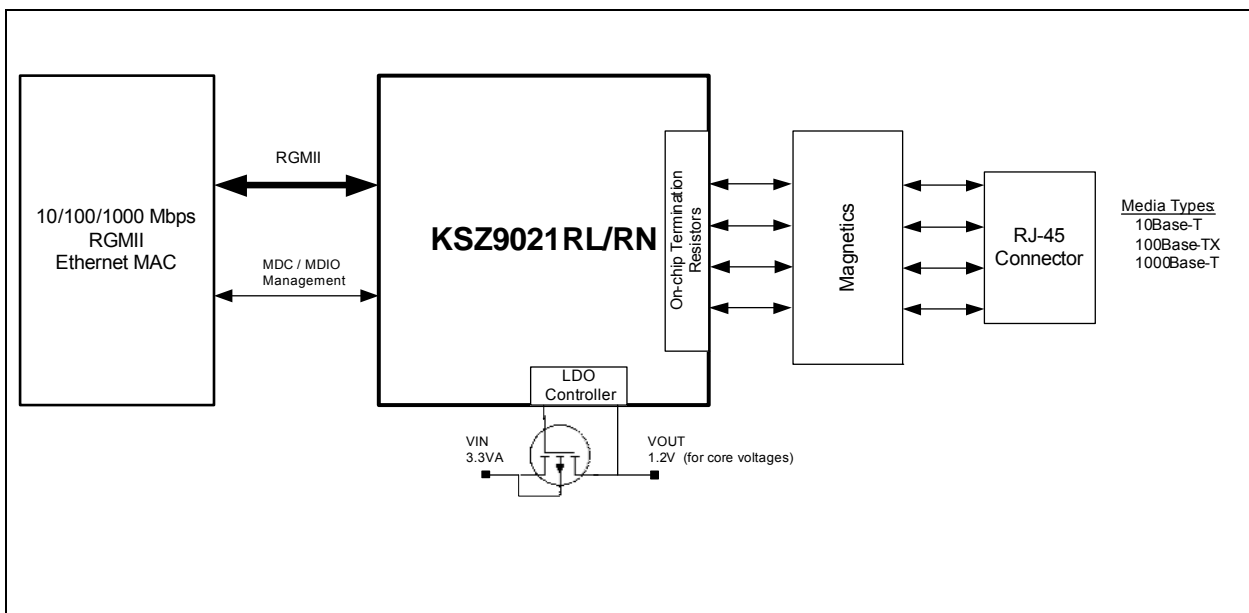 10/100/1000 Mbps
RGMII
Ethernet MAC
RGMII
MDC / MDIO
Management
KSZ9021RL/RN
On-chip Termination
Resistors
LDO
Controller
VIN
3.3VA
VOUT
1.2V (for core voltages)
Magnetics
RJ-45
Connector
Media Types:
10Base-T
100Base-TX
1000Base-T